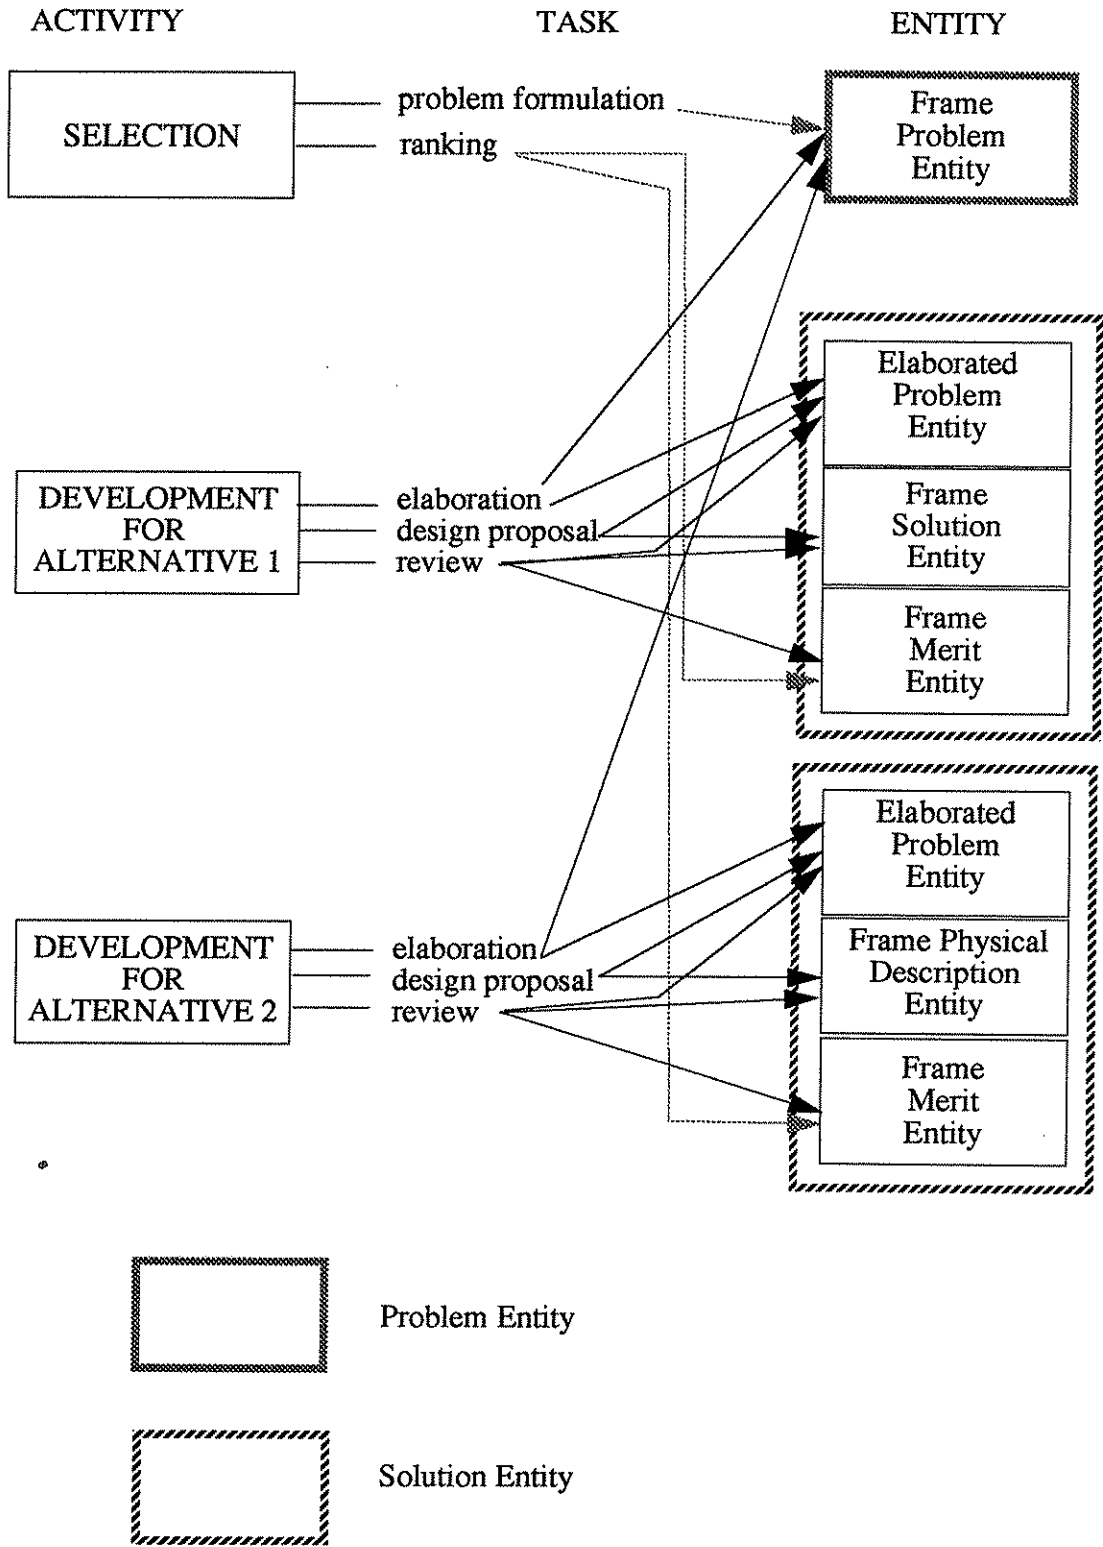 ACTIVITY
TASK
ENTITY
SELECTION
problem formulation
ranking
Frame
Problem
Entity
Elaborated
Problem
Entity
DEVELOPMENT
FOR
ALTERNATIVE 1
elaboration
design proposal
review
Frame
Solution
Entity
Frame
Merit
Entity
Elaborated
Problem
Entity
DEVELOPMENT
FOR
ALTERNATIVE 2
elaboration
design proposal
review
Frame Physical
Description
Entity
Frame
Merit
Entity
Problem Entity
Solution Entity